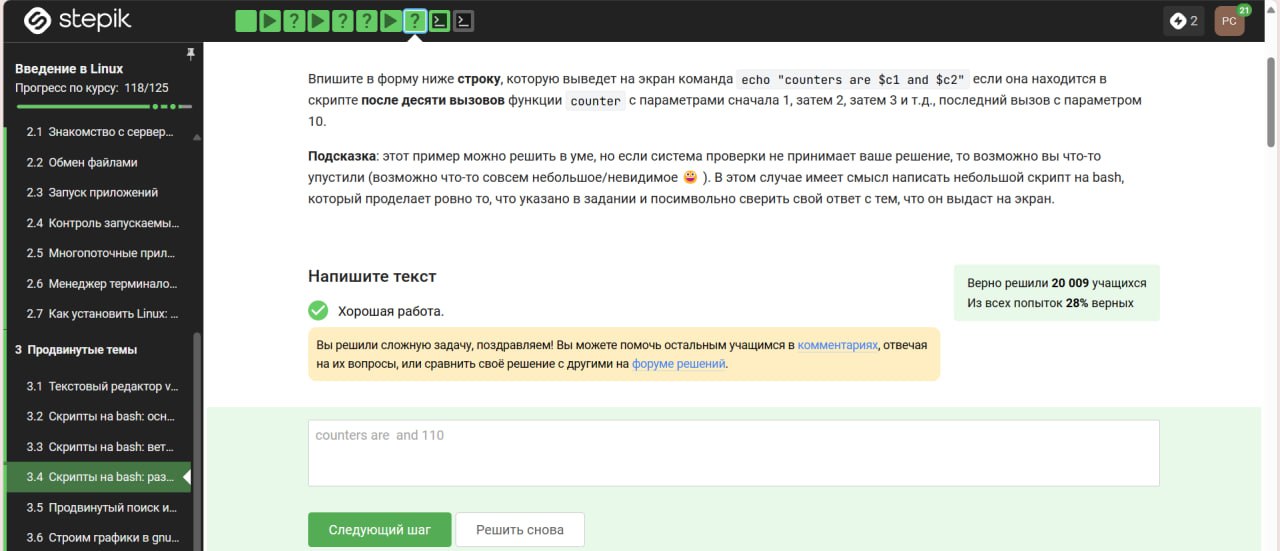 stepik
2
РС
21
Введение в Linux
Прогресс по курсу: 118/125
2.1 Знакомство с сервер...
2.2 Обмен файлами
2.3 Запуск приложений
2.4 Контроль запускаемы...
2.5 Многопоточные прил...
2.6 Менеджер терминало...
2.7 Как установить Linux: ...
3 Продвинутые темы
3.1 Текстовый редактор v...
3.2 Скрипты на bash: осн...
3.3 Скрипты на bash: вет...
3.4 Скрипты на bash: раз...
3.5 Продвинутый поиск и...
3.6 Строим графики в gnu...
Впишите в форму ниже строку, которую выведет на экран команда echo "counters are $c1 and $c2" если она находится в
скрипте после десяти вызовов функции counter с параметрами сначала 1, затем 2, затем 3 и т.д., последний вызов с параметром
10.
Подсказка: этот пример можно решить в уме, но если система проверки не принимает ваше решение, то возможно вы что-то
упустили (возможно что-то совсем небольшое/невидимое 😀 ). В этом случае имеет смысл написать небольшой скрипт на bash,
который проделает ровно то, что указано в задании и посимвольно сверить свой ответ с тем, что он выдаст на экран.
Напишите текст
Верно решили 20 009 учащихся
Из всех попыток 28% верных
Хорошая работа.
Вы решили сложную задачу, поздравляем! Вы можете помочь остальным учащимся в комментариях, отвечая
на их вопросы, или сравнить своё решение с другими на форуме решений.
counters are  and 110
Следующий шаг
Решить снова